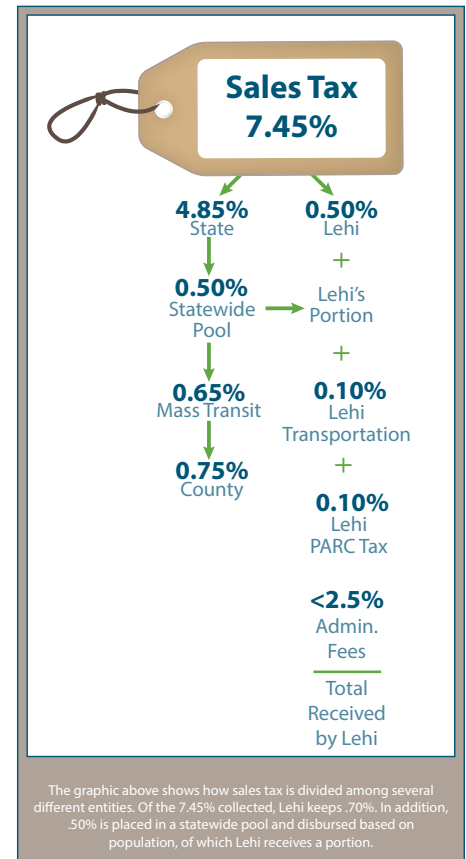 Sales Tax
7.45%
4.85%
State
0.50%
Statewide
Pool
0.65%
Mass Transit
0.75%
County
0.50%
Lehi
+
Lehi's
Portion
+
0.10%
Lehi
Transportation
+
0.10%
Lehi
PARC Tax
<2.5%
Admin.
Fees
Total
Received
by Lehi
The graphic above shows how sales tax is divided among several
different entities. Of the 7.45% collected, Lehi keeps .70%. In addition,
.50% is placed in a statewide pool and disbursed based on
population, of which Lehi receives a portion.